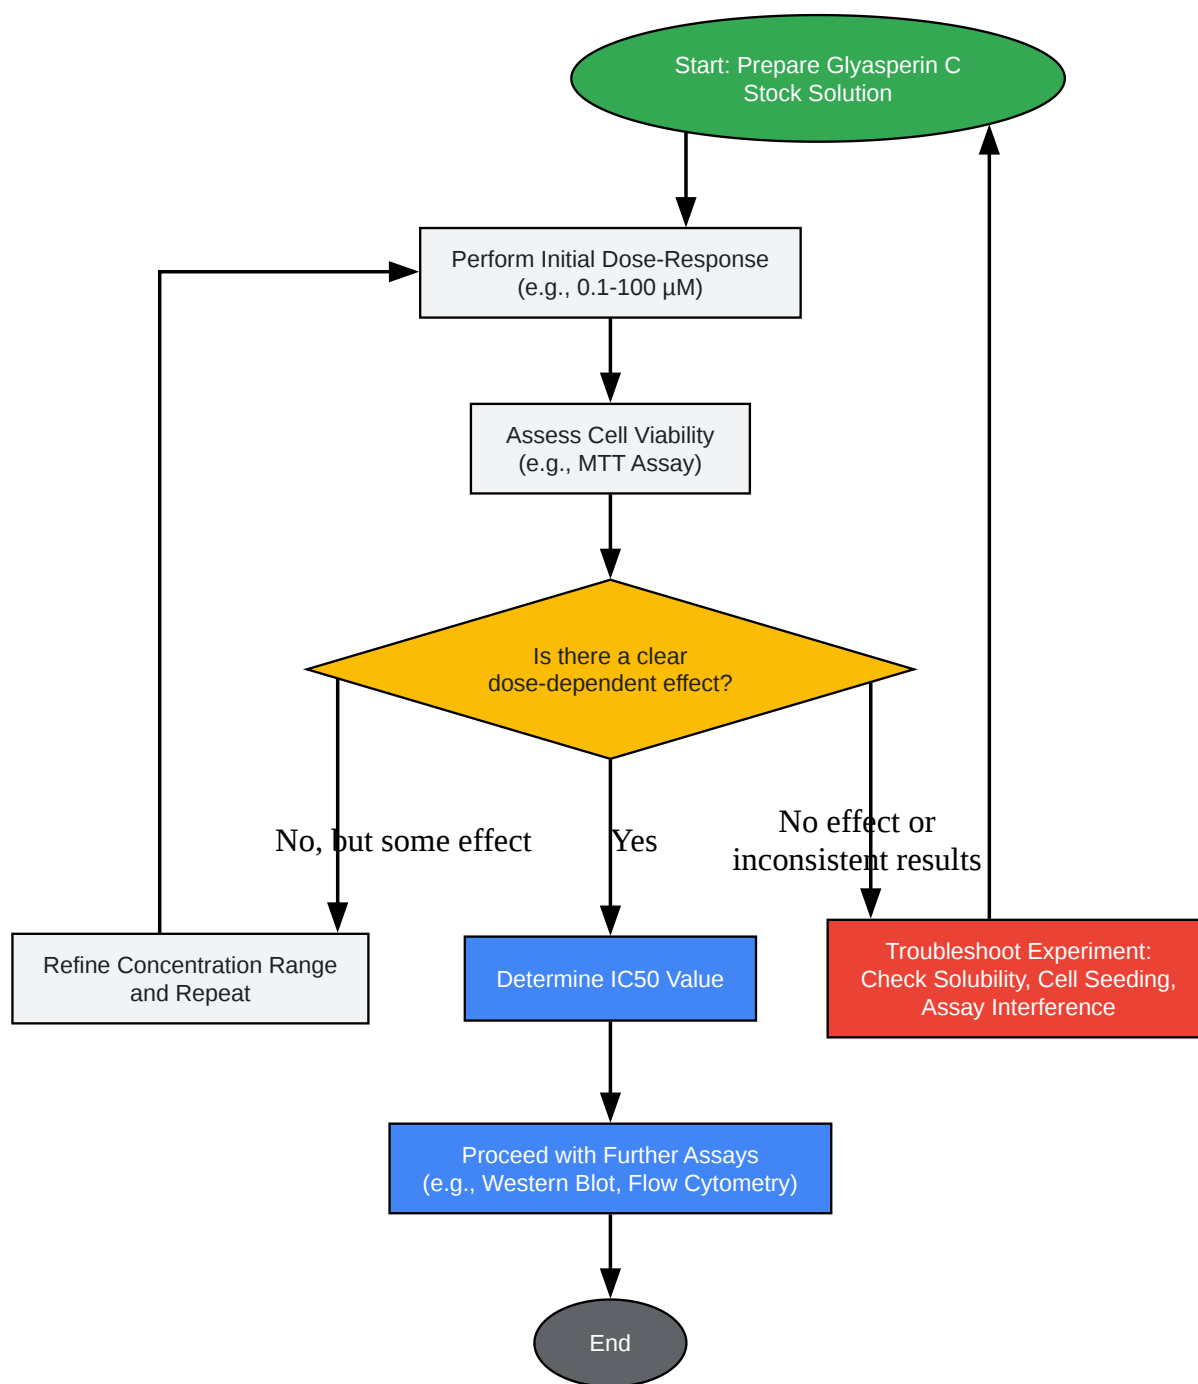 Start: Prepare Glyasperin C
Stock Solution
Perform Initial Dose-Response
(e.g., 0.1-100 µM)
Assess Cell Viability
(e.g., MTT Assay)
Is there a clear
dose-dependent effect?
No, but some effect
Yes
No effect or
inconsistent results
Refine Concentration Range
and Repeat
Determine IC50 Value
Troubleshoot Experiment:
Check Solubility, Cell Seeding,
Assay Interference
Proceed with Further Assays
(e.g., Western Blot, Flow Cytometry)
End